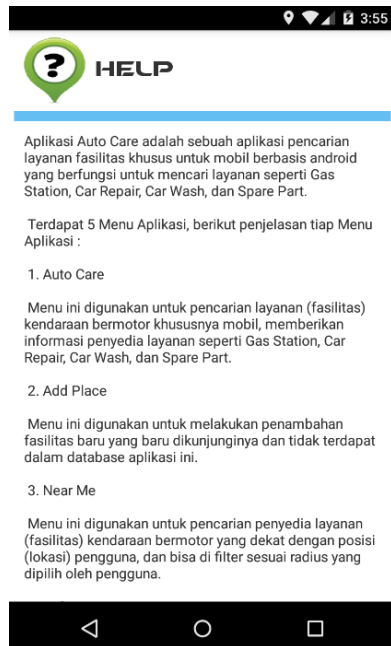 3:55
HELP
Aplikasi Auto Care adalah sebuah aplikasi pencarian
layanan fasilitas khusus untuk mobil berbasis android
yang berfungsi untuk mencari layanan seperti Gas
Station, Car Repair, Car Wash, dan Spare Part.
Terdapat 5 Menu Aplikasi, berikut penjelasan tiap Menu
Aplikasi :
1. Auto Care
Menu ini digunakan untuk pencarian layanan (fasilitas)
kendaraan bermotor khususnya mobil, memberikan
informasi penyedia layanan seperti Gas Station, Car
Repair, Car Wash, dan Spare Part.
2. Add Place
Menu ini digunakan untuk melakukan penambahan
fasilitas baru yang baru dikunjunginya dan tidak terdapat
dalam database aplikasi ini.
3. Near Me
Menu ini digunakan untuk pencarian penyedia layanan
(fasilitas) kendaraan bermotor yang dekat dengan posisi
(lokasi) pengguna, dan bisa di filter sesuai radius yang
dipilih oleh pengguna.